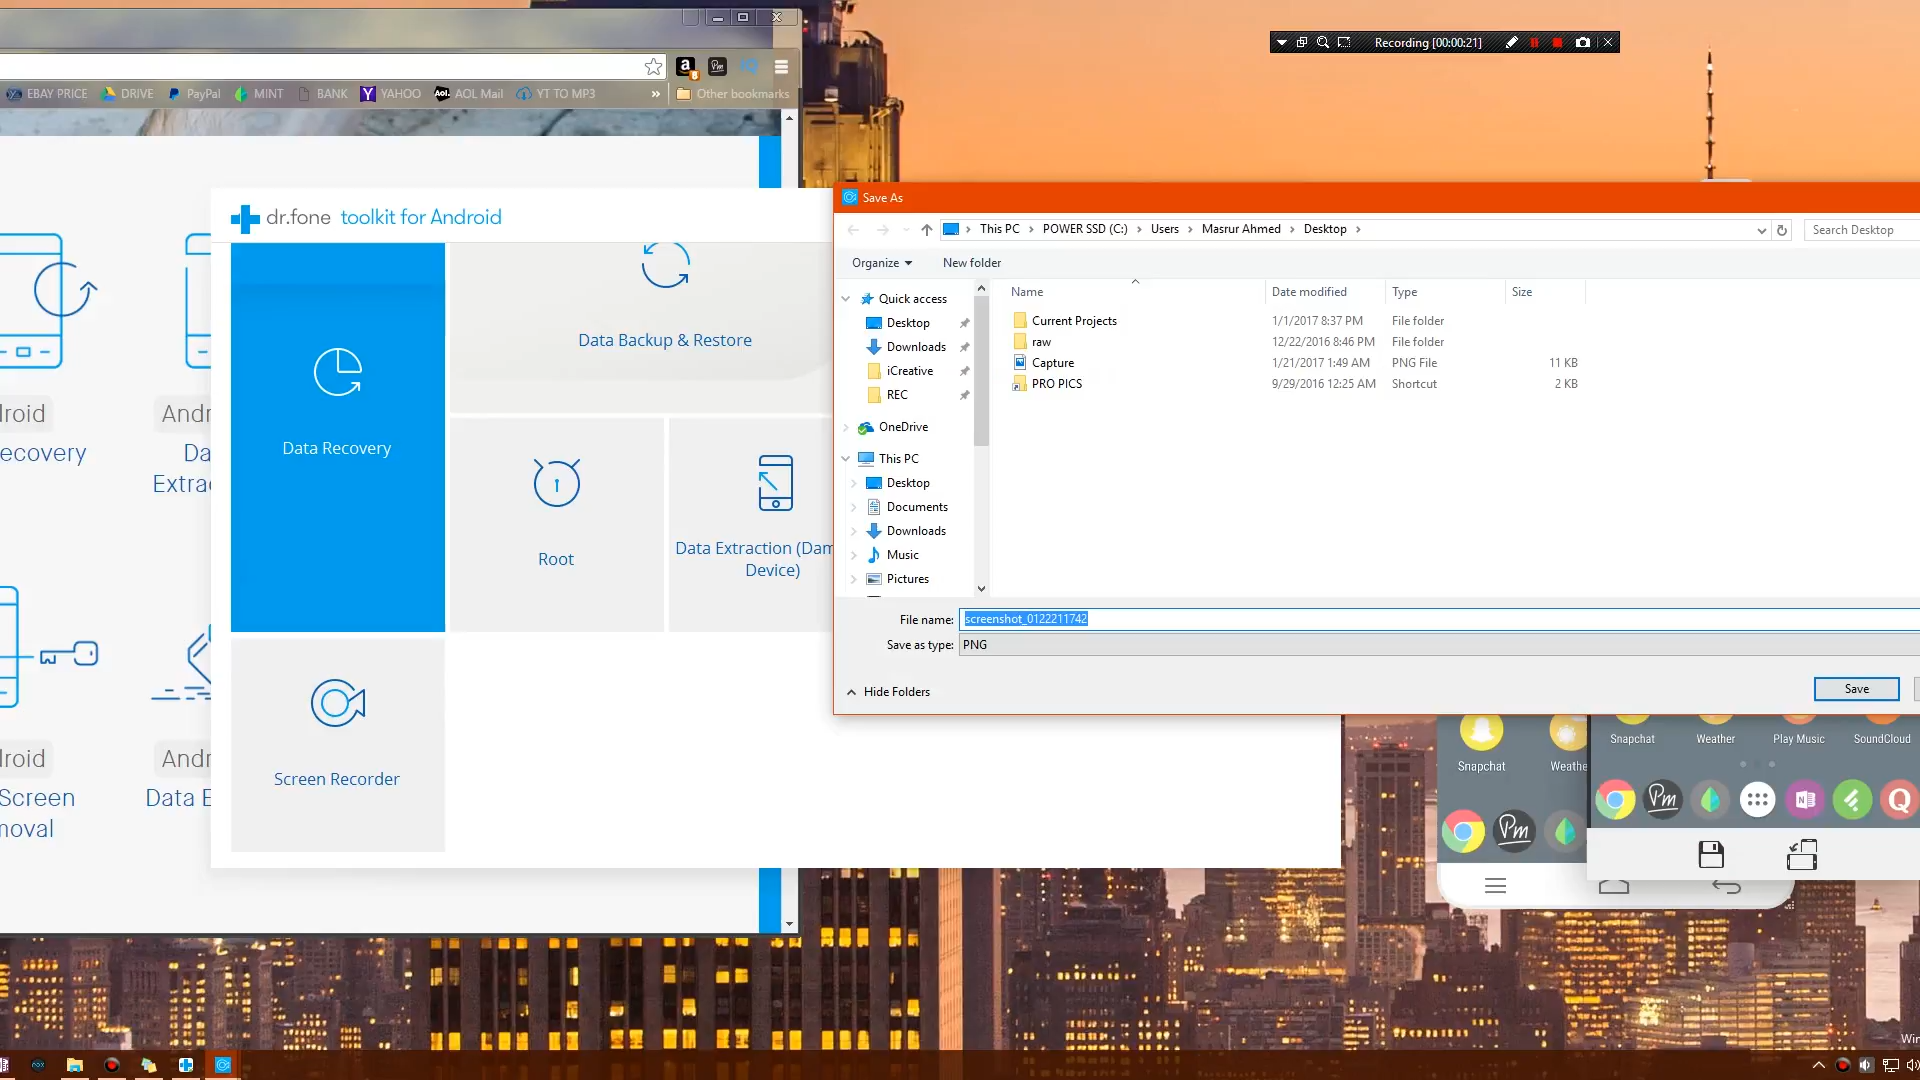 Recording [00:00:21]
EBAY PRICE
DRIVE
PayPal
MINT
BANK
YAHOO
AOL Mail
YT TO MP3
»
Other bookmarks
dr.fone toolkit for Android
Data Recovery
Data Backup & Restore
Root
Data Extraction (Dam
Device)
Screen Recorder
roid
ecovery
Andr
Da
Extra
roid
Screen
moval
Andr
Data E
Save As
This PC
POWER SSD (C:)
Users
Masrur Ahmed
Desktop
Search Desktop
Organize
New folder
Quick access
Desktop
Downloads
iCreative
REC
OneDrive
This PC
Desktop
Documents
Downloads
Music
Pictures
Name Date modified Type Size
Current Projects 1/1/2017 8:37 PM File folder
raw 12/22/2016 8:46 PM File folder
Capture 1/21/2017 1:49 AM PNG File 11 KB
PRO PICS 9/29/2016 12:25 AM Shortcut 2 KB
File name: screenshot_0122211742
Save as type: PNG
Hide Folders
Save
Snapchat
Weathe
Snapchat
Weather
Play Music
SoundCloud
Pm
Pm
Win